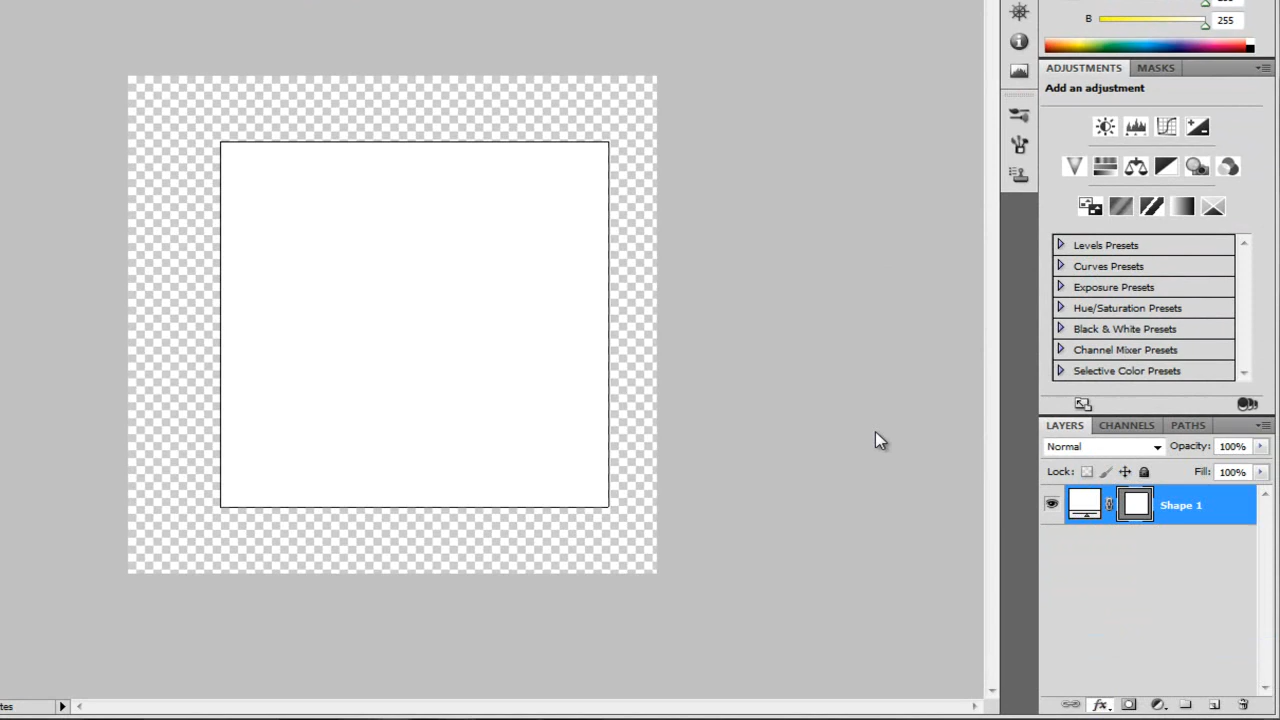 B 255
ADJUSTMENTS MASKS
Add an adjustment
Levels Presets
Curves Presets
Exposure Presets
Hue/Saturation Presets
Black & White Presets
Channel Mixer Presets
Selective Color Presets
LAYERS CHANNELS PATHS
Normal Opacity: 100%
Lock: Fill: 100%
Shape 1
fx.